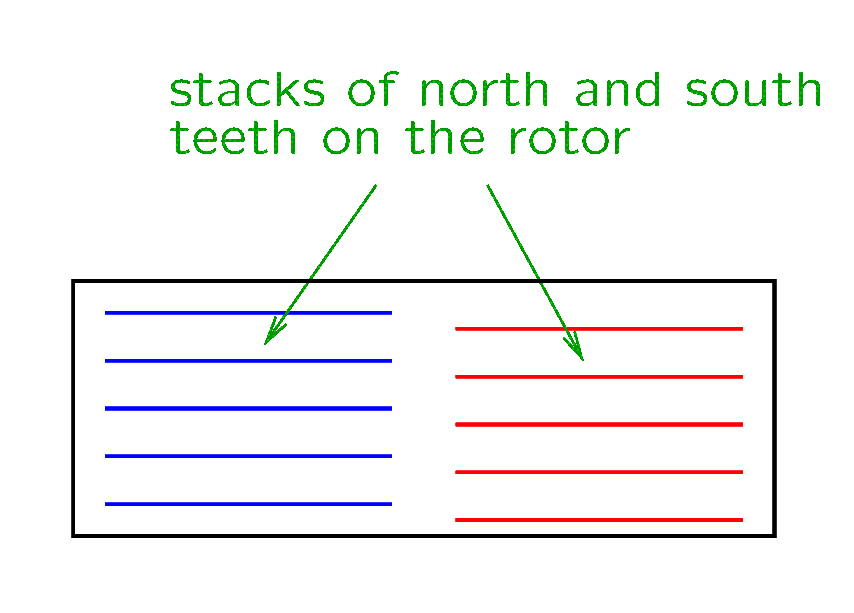 stacks of north and south
teeth on the rotor